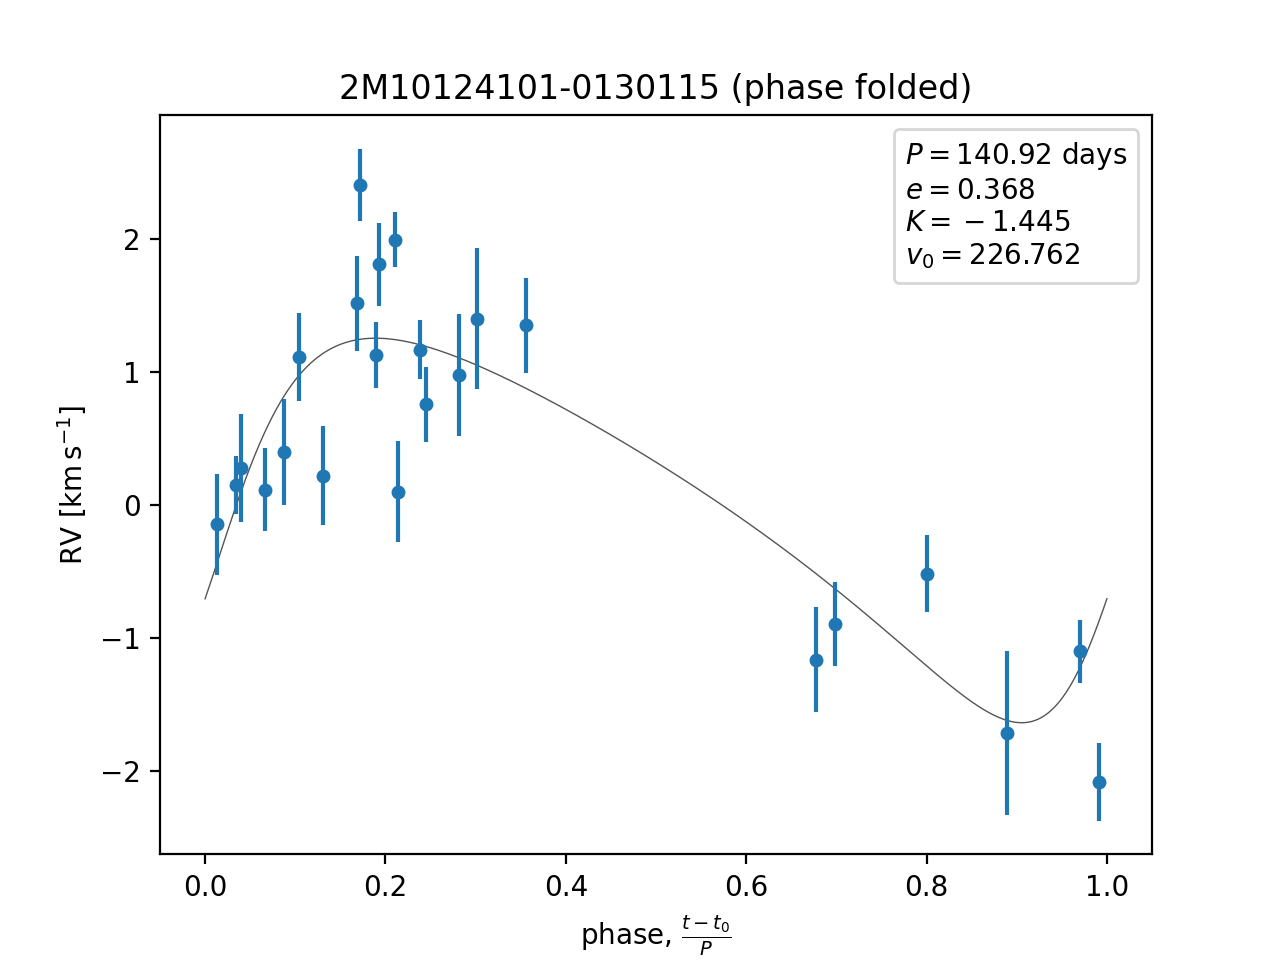 2M10124101-0130115 (phase folded)
P = 140.92 days
e = 0.368
K = −1.445
v₀ = 226.762
2
1
0
−1
−2
RV [km s⁻¹]
0.0 0.2 0.4 0.6 0.8 1.0
phase, (t − t₀)/P